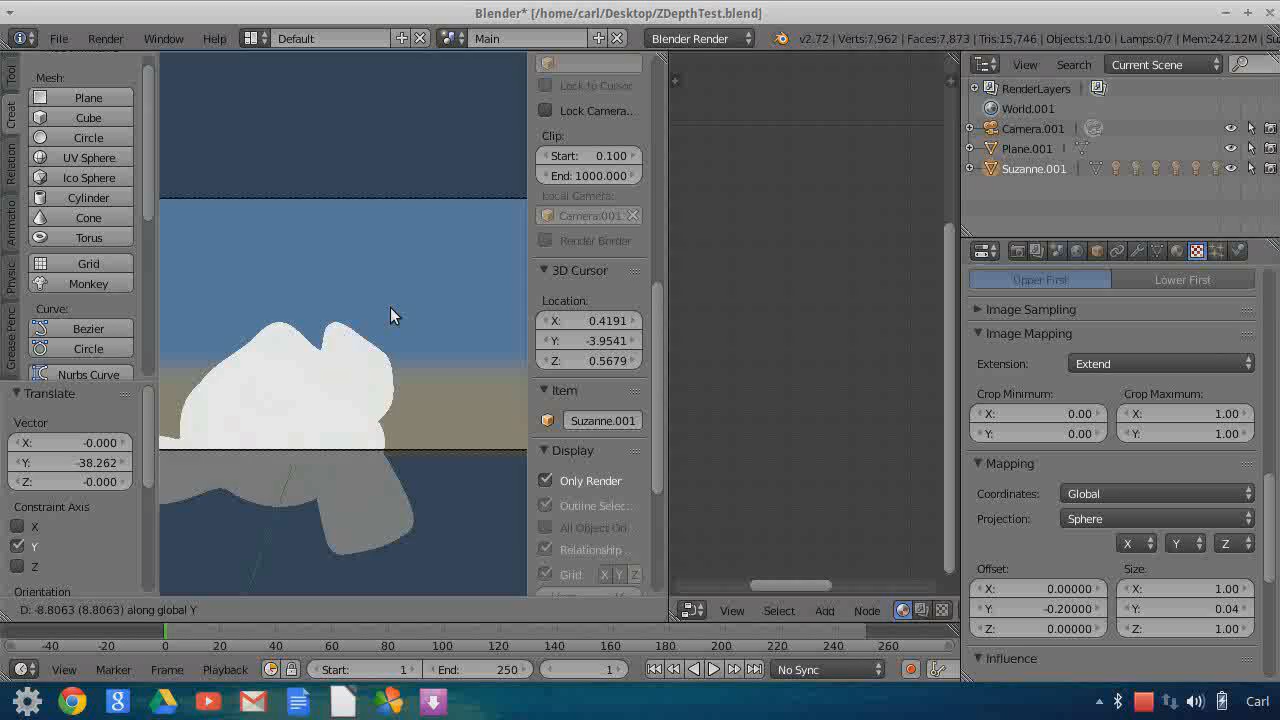 Blender* [/home/carl/Desktop/ZDepthTest.blend]
File Render Window Help Default Main Blender Render v2.72 | Verts:7,962 | Faces:7,873 | Tris:15,746 | Objects:1/10 | Lamps:0/7 | Mem:242.12M | Su
Tool
Creat
Relation
Animatio
Physic
Grease Penc
Mesh:
Plane
Cube
Circle
UV Sphere
Ico Sphere
Cylinder
Cone
Torus
Grid
Monkey
Curve:
Bezier
Circle
Nurbs Curve
Translate
Vector
X: -0.000
Y: -38.262
Z: -0.000
Constraint Axis
X
Y
Z
Orientation
D: -8.8063 (8.8063) along global Y
Lock to Cursor
Lock Camera...
Clip:
Start: 0.100
End: 1000.000
Local Camera:
Camera.001
Render Border
3D Cursor
Location:
X: 0.4191
Y: -3.9541
Z: 0.5679
Item
Suzanne.001
Display
Only Render
Outline Selec...
All Object Ori
Relationship ..
Grid: X Y Z
View Select Add Node
View Search Current Scene
RenderLayers
World.001
Camera.001
Plane.001
Suzanne.001
Upper First Lower First
Image Sampling
Image Mapping
Extension: Extend
Crop Minimum: Crop Maximum:
X: 0.00 X: 1.00
Y: 0.00 Y: 1.00
Mapping
Coordinates: Global
Projection: Sphere
X Y Z
Offset: Size:
X: 0.00000 X: 1.00
Y: -0.20000 Y: 0.04
Z: 0.00000 Z: 1.00
Influence
-40 -20 0 20 40 60 80 100 120 140 160 180 200 220 240 260
View Marker Frame Playback Start: 1 End: 250 1 No Sync
Carl